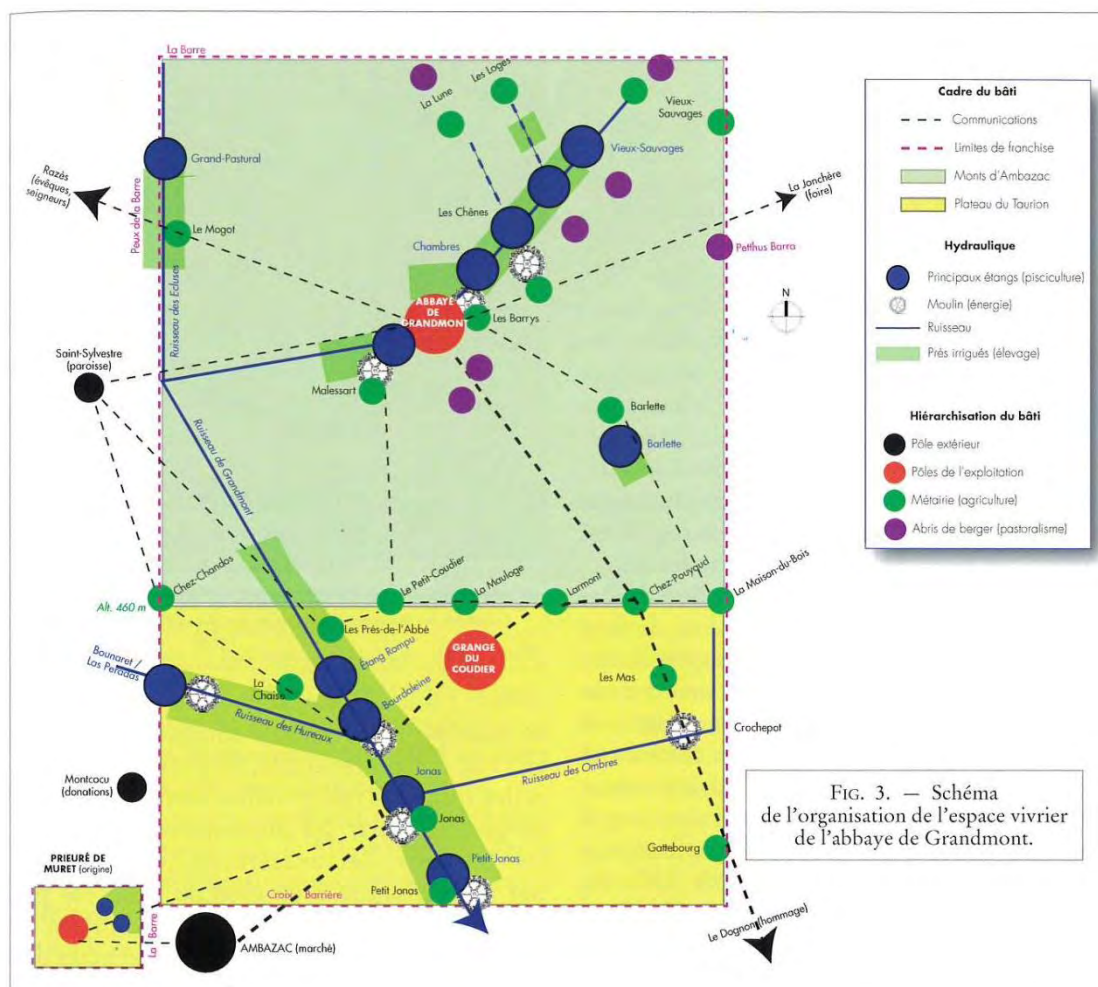 La Barre
Les Loges
La Lune
Vieux-
Sauvages
Grand-Pastural
Vieux-Sauvages
Razès
(évêques,
seigneurs)
La Jonchère
(foire)
Peux de la Barre
Le Mogot
Les Chênes
Petthus Barra
Chambres
Ruisseau des Ecluses
ABBAYE
DE
GRANDMONT
N
Les Barrys
Saint-Sylvestre
(paroisse)
Malessart
Barlette
Barlette
Ruisseau de Grandmont
Chez-Chandos
Le Petit-Coudier
La Mauloge
Larmont
Chez-Pouyaud
La Maison-du-Bois
Alt. 460 m
Les Prés-de-l'Abbé
Bounaret /
Las Peradas
Étang Rompu
GRANGE
DU
COUDIER
La
Chaise
Bourdaleine
Les Mas
Ruisseau des Hureaux
Crochepot
Montcocu
(donations)
Jonas
Ruisseau des Ombres
Jonas
Gattebourg
PRIEURÉ DE
MURET (origine)
Petit-Jonas
Petit Jonas
Croix - Barrière
La Barre
AMBAZAC (marché)
Le Dognon (hommage)
Cadre du bâti
Communications
Limites de franchise
Monts d'Ambazac
Plateau du Taurion
Hydraulique
Principaux étangs (pisciculture)
Moulin (énergie)
Ruisseau
Près irrigués (élevage)
Hiérarchisation du bâti
Pôle extérieur
Pôles de l'exploitation
Métairie (agriculture)
Abris de berger (pastoralisme)
FIG. 3. — Schéma
de l'organisation de l'espace vivrier
de l'abbaye de Grandmont.